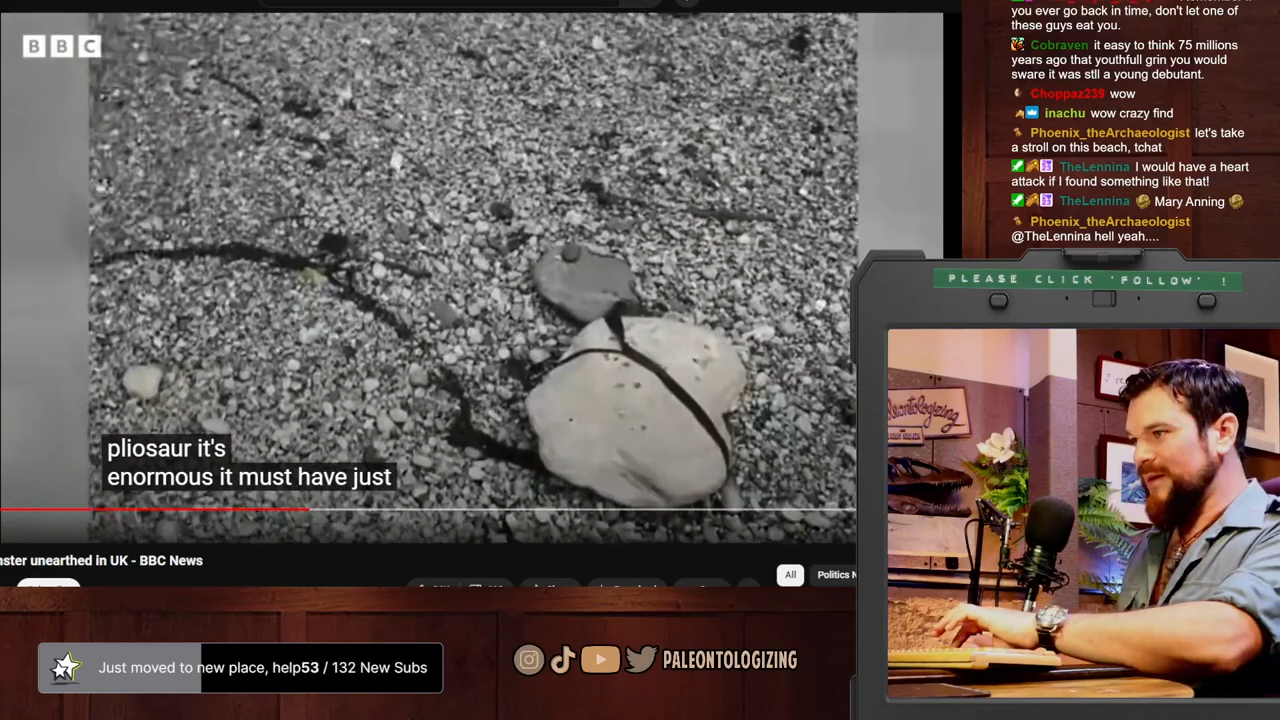 BBC
you ever go back in time, don't let one of
these guys eat you.
Cobraven it easy to think 75 millions
years ago that youthfull grin you would
sware it was stll a young debutant.
Choppaz239 wow
inachu wow crazy find
Phoenix_theArchaeologist let's take
a stroll on this beach, tchat
TheLennina I would have a heart
attack if I found something like that!
TheLennina Mary Anning
Phoenix_theArchaeologist
@TheLennina hell yeah....
PLEASE CLICK "FOLLOW" !
pliosaur it's
enormous it must have just
nster unearthed in UK - BBC News
All
Politics N
Just moved to new place, help53 / 132 New Subs
PALEONTOLOGIZING